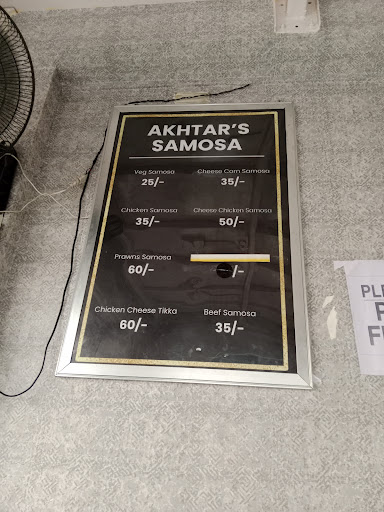 AKHTAR'S
SAMOSA
Veg Samosa
25/-
Cheese Corn Samosa
35/-
Chicken Samosa
35/-
Cheese Chicken Samosa
50/-
Prawns Samosa
60/-
/-
Chicken Cheese Tikka
60/-
Beef Samosa
35/-